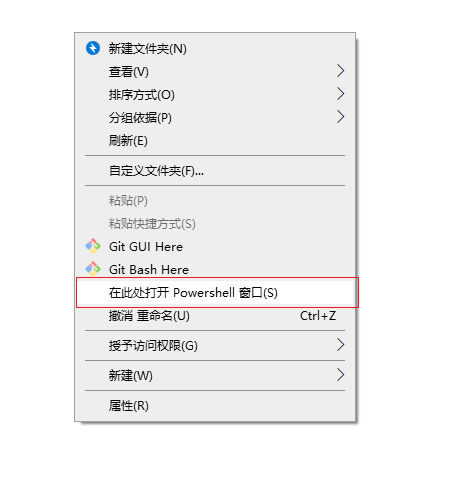 新建文件夹(N)
查看(V)
排序方式(O)
分组依据(P)
刷新(E)
自定义文件夹(F)...
粘贴(P)
粘贴快捷方式(S)
Git GUI Here
Git Bash Here
在此处打开 Powershell 窗口(S)
撤消 重命名(U) Ctrl+Z
授予访问权限(G)
新建(W)
属性(R)